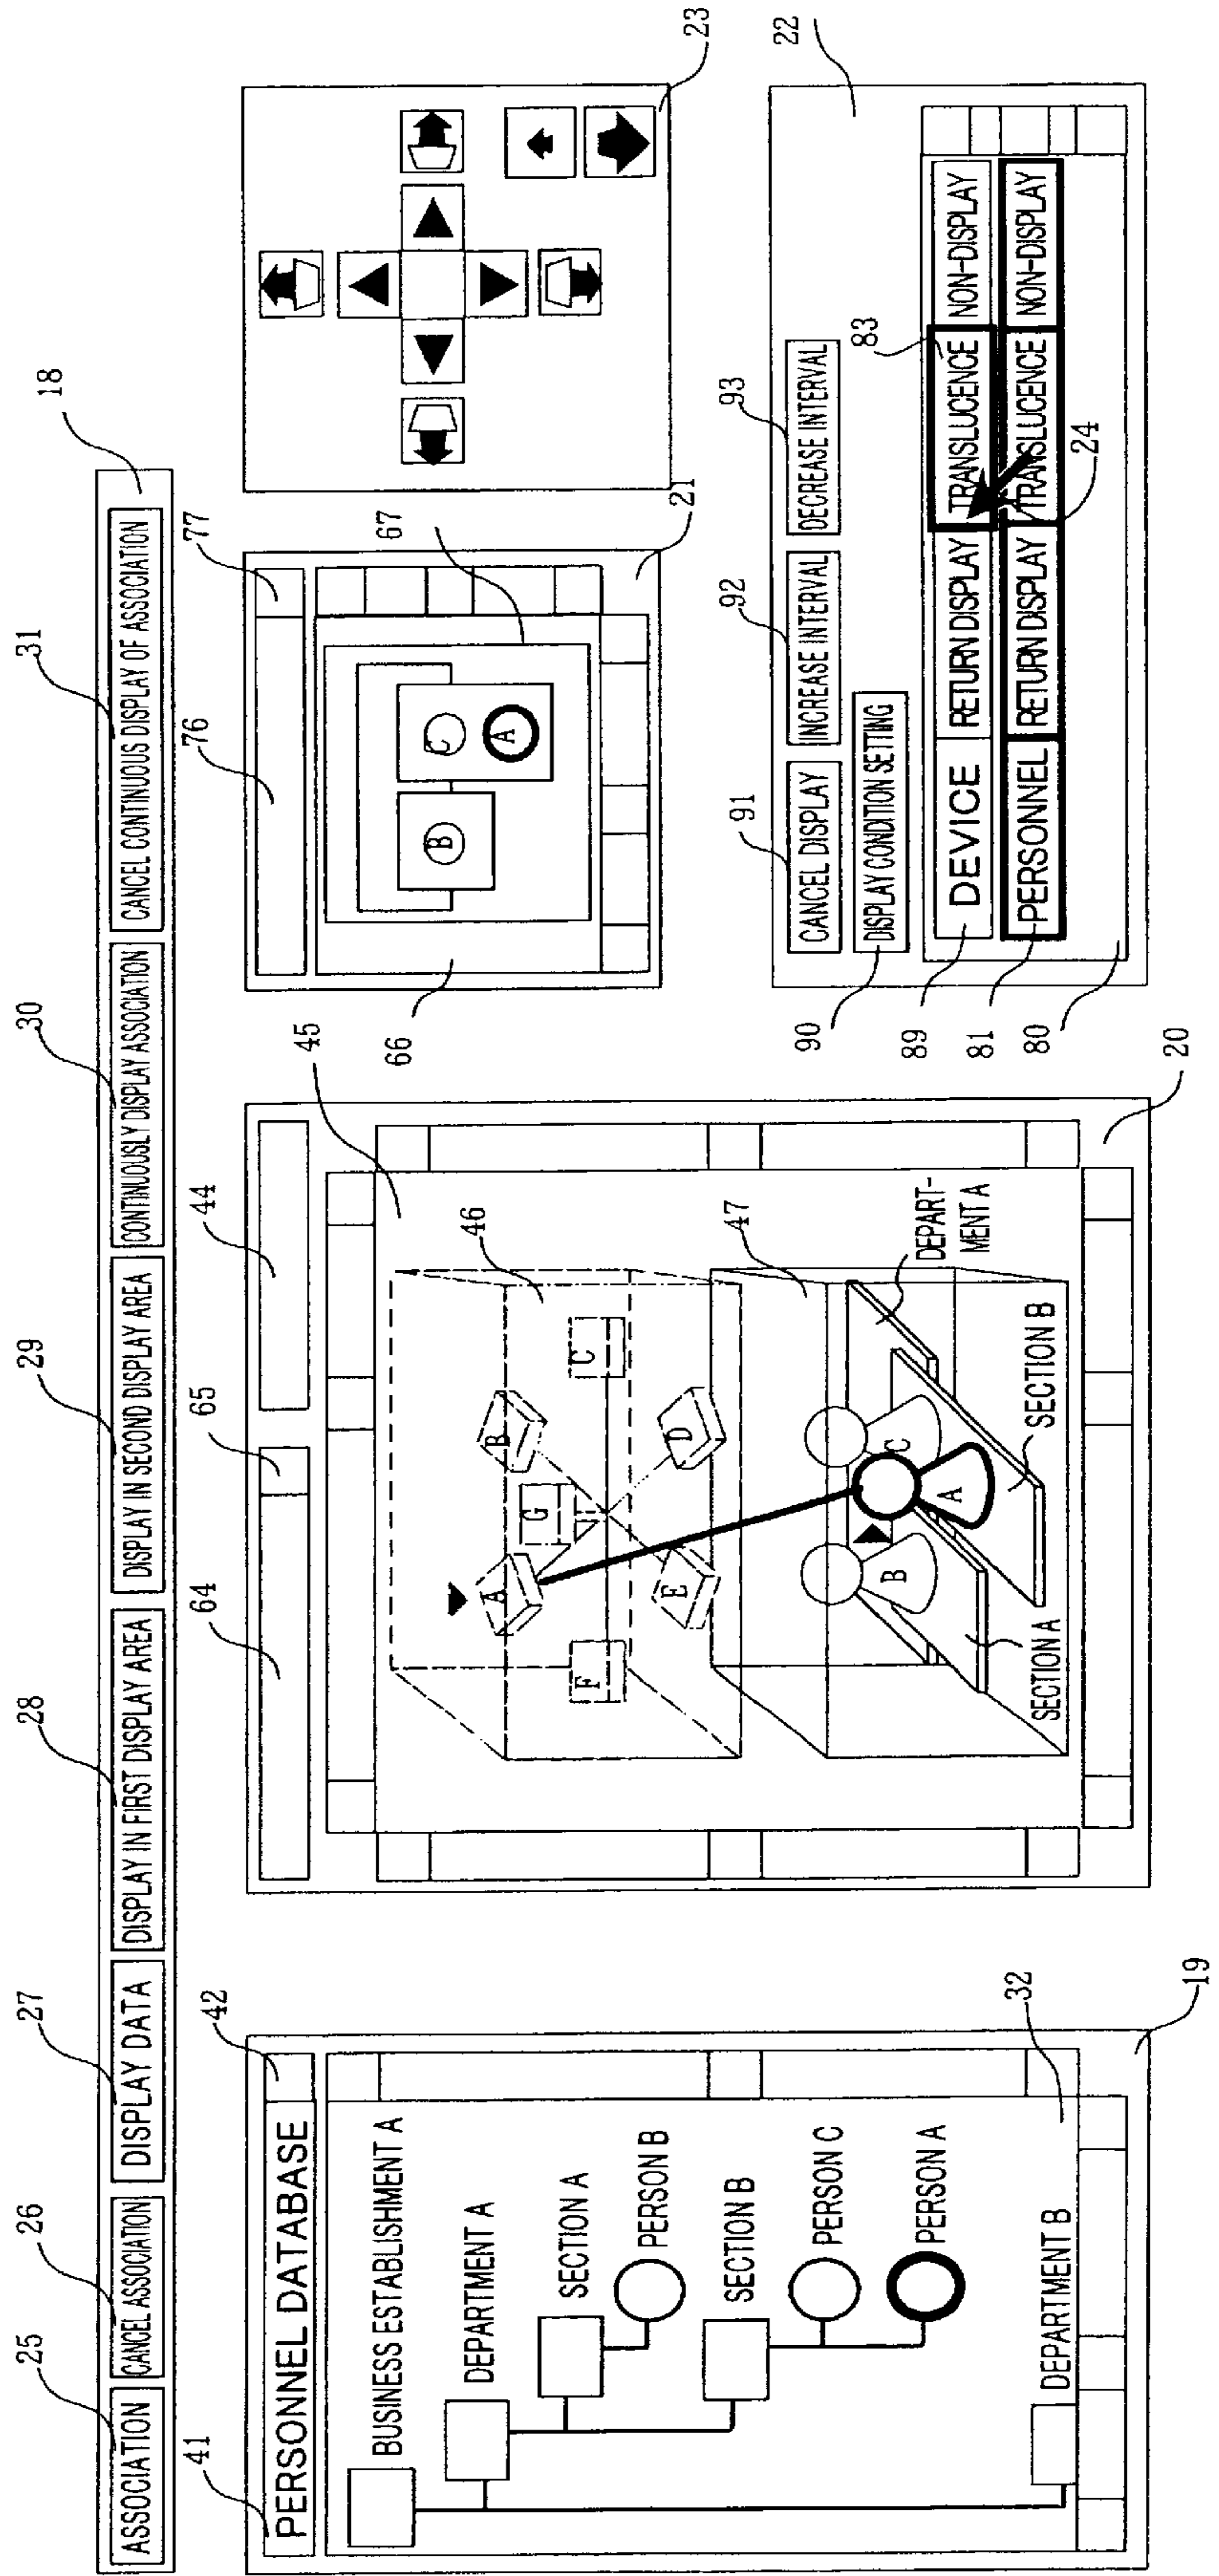 25
26
27
28
29
30
31
18
ASSOCIATION
CANCEL ASSOCIATION
DISPLAY DATA
DISPLAY IN FIRST DISPLAY AREA
DISPLAY IN SECOND DISPLAY AREA
CONTINUOUSLY DISPLAY ASSOCIATION
CANCEL CONTINUOUS DISPLAY OF ASSOCIATION
41
42
PERSONNEL DATABASE
BUSINESS ESTABLISHMENT A
DEPARTMENT A
SECTION A
PERSON B
SECTION B
PERSON C
PERSON A
DEPARTMENT B
32
19
64
65
44
45
46
A
B
G
C
F
E
D
47
B
C
A
DEPART-
MENT A
SECTION A
SECTION B
20
76
77
66
B
C
A
67
21
23
91
92
93
22
CANCEL DISPLAY
INCREASE INTERVAL
DECREASE INTERVAL
90
DISPLAY CONDITION SETTING
83
89
DEVICE
RETURN DISPLAY
TRANSLUCENCE
NON-DISPLAY
81
PERSONNEL
RETURN DISPLAY
TRANSLUCENCE
NON-DISPLAY
80
24